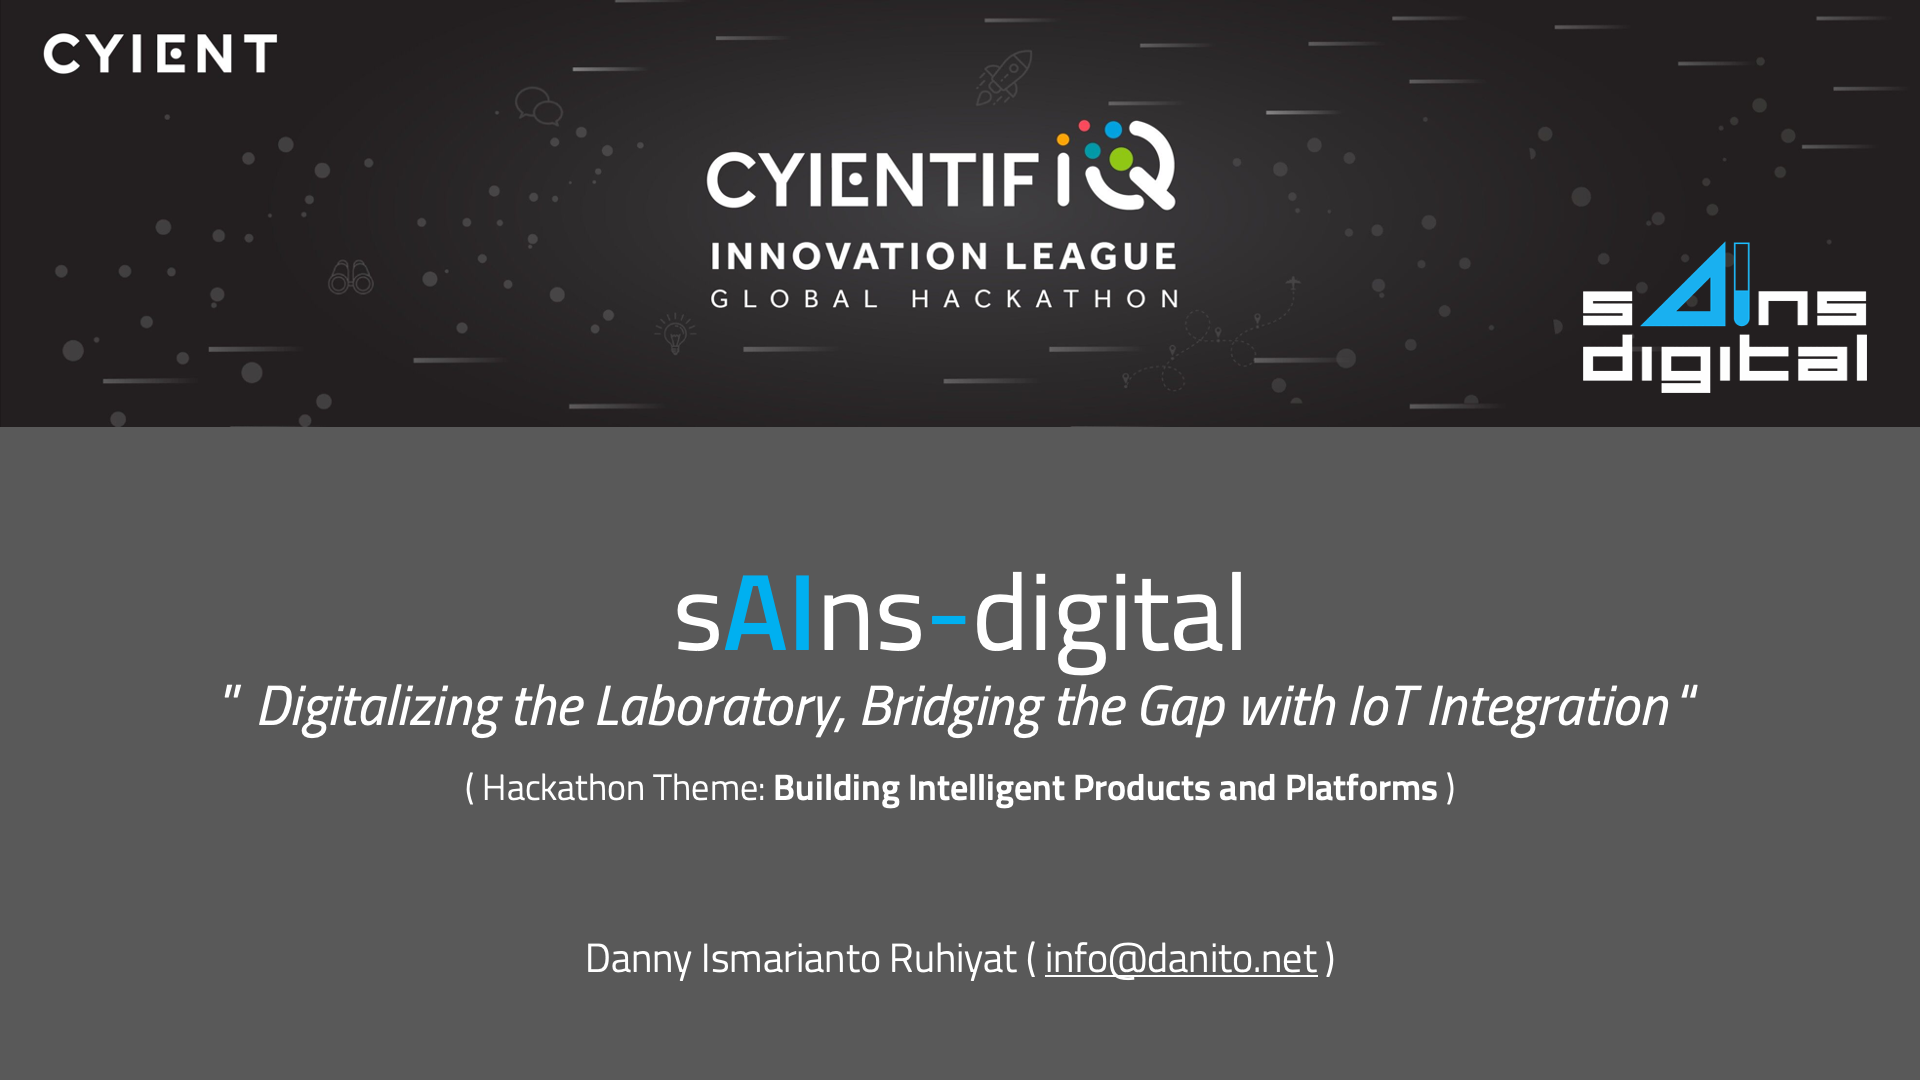 CYIENT
CYIENTIFIQ
INNOVATION LEAGUE
GLOBAL HACKATHON
sAIns
digital
sAIns-digital
" Digitalizing the Laboratory, Bridging the Gap with IoT Integration “
( Hackathon Theme: Building Intelligent Products and Platforms )
Danny Ismarianto Ruhiyat ( info@danito.net )